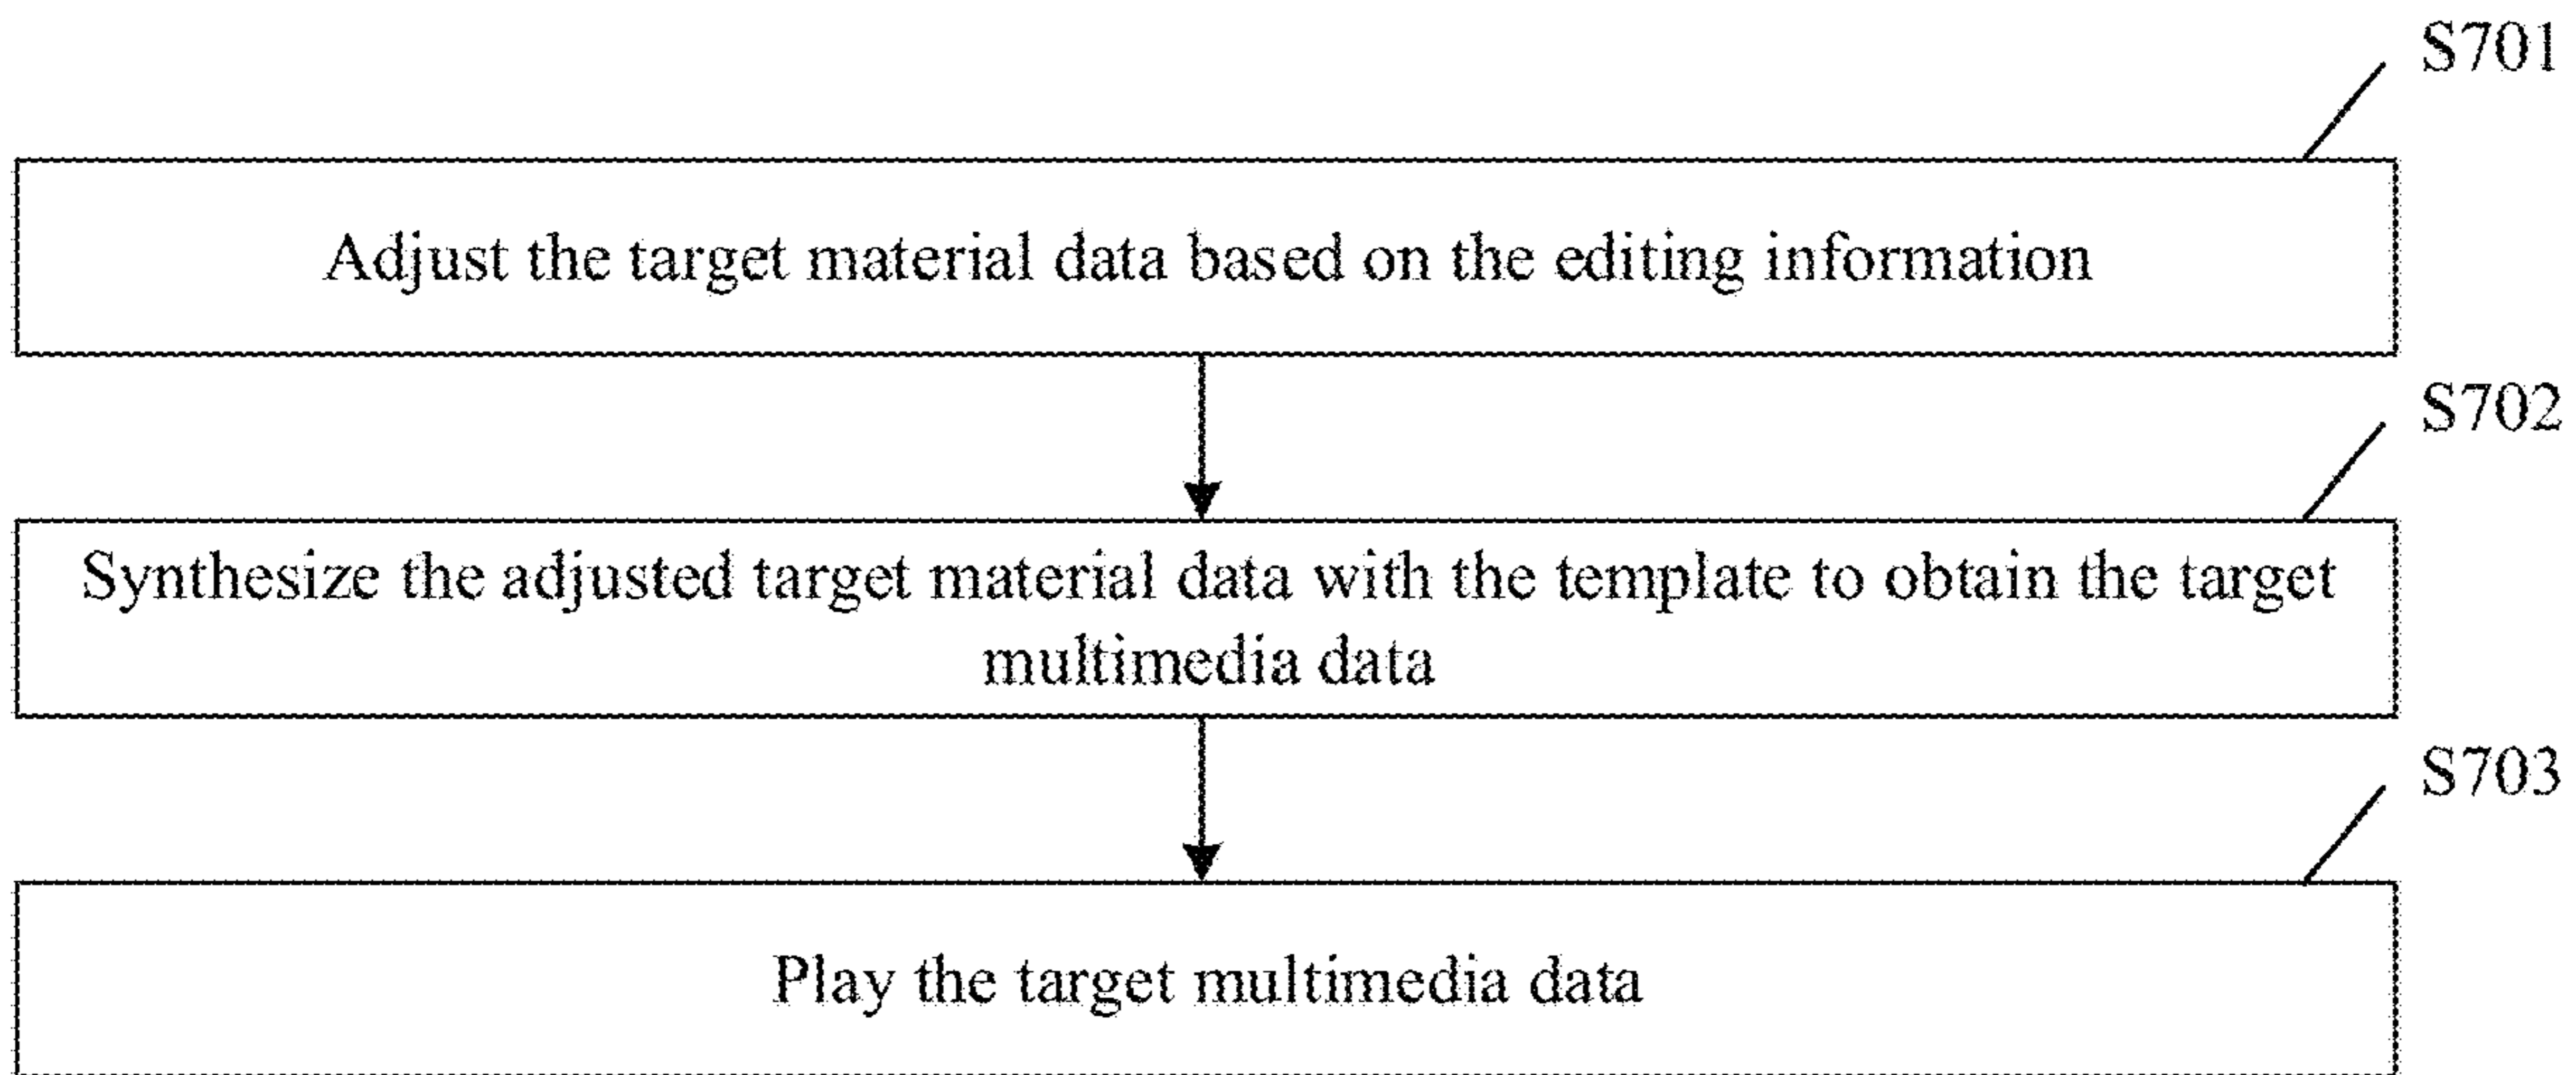 S701
Adjust the target material data based on the editing information
S702
Synthesize the adjusted target material data with the template to obtain the target
multimedia data
S703
Play the target multimedia data